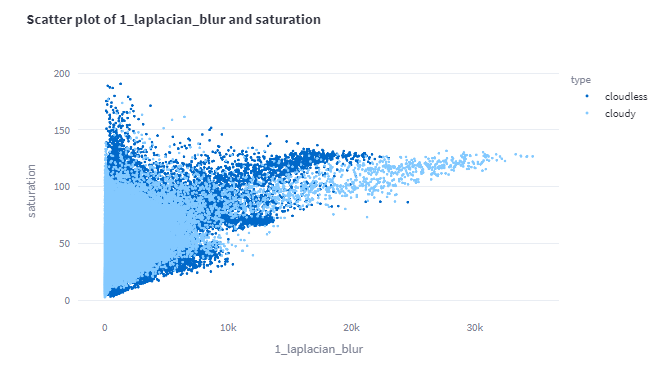 Scatter plot of 1_laplacian_blur and saturation
type
cloudless
cloudy
200
150
100
50
0
saturation
0 10k 20k 30k
1_laplacian_blur